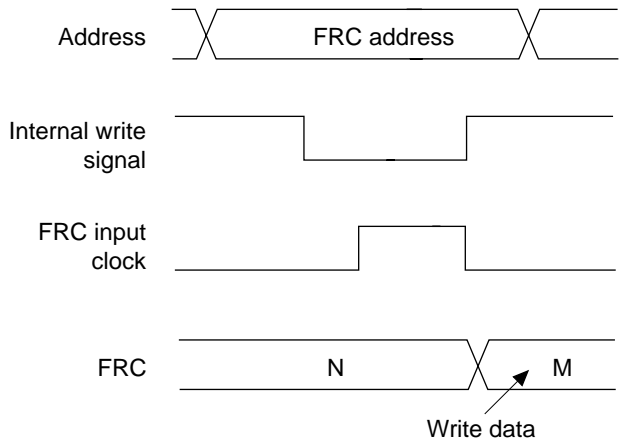 Address
FRC address
Internal write
signal
FRC input
clock
FRC
N
M
Write data